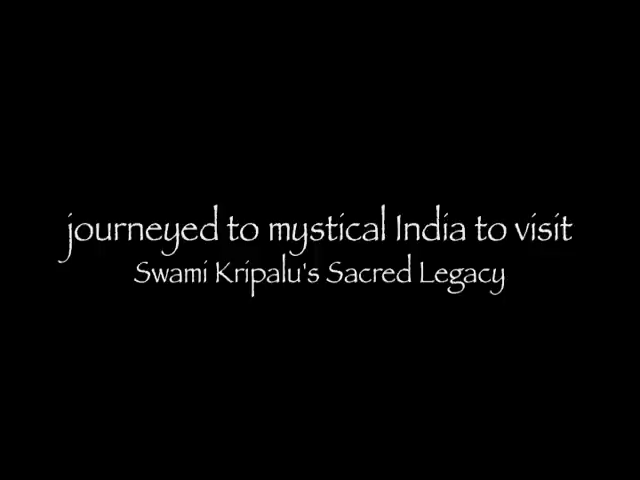 journeyed to mystical India to visit
Swami Kripalu's Sacred Legacy